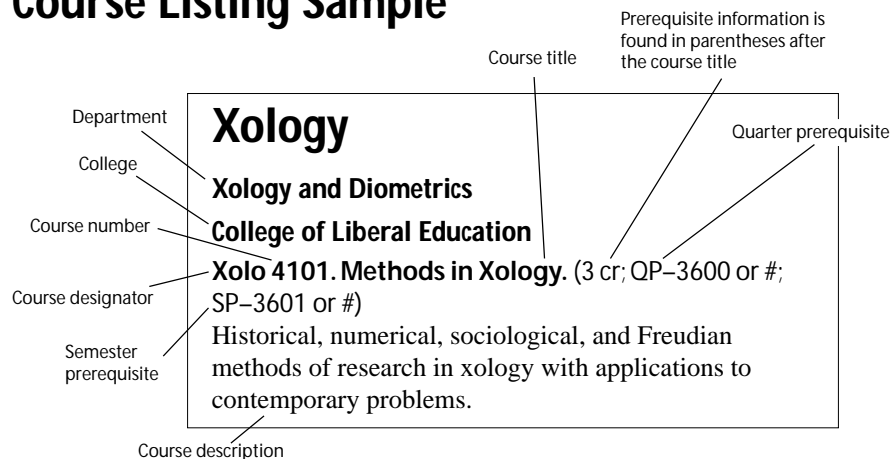 Course Listing Sample
Prerequisite information is
found in parentheses after
the course title
Course title
Department
Quarter prerequisite
College
Course number
Course designator
Semester
prerequisite
Course description
Xology
Xology and Diometrics
College of Liberal Education
Xolo 4101. Methods in Xology. (3 cr; QP–3600 or #;
SP–3601 or #)
Historical, numerical, sociological, and Freudian
methods of research in xology with applications to
contemporary problems.